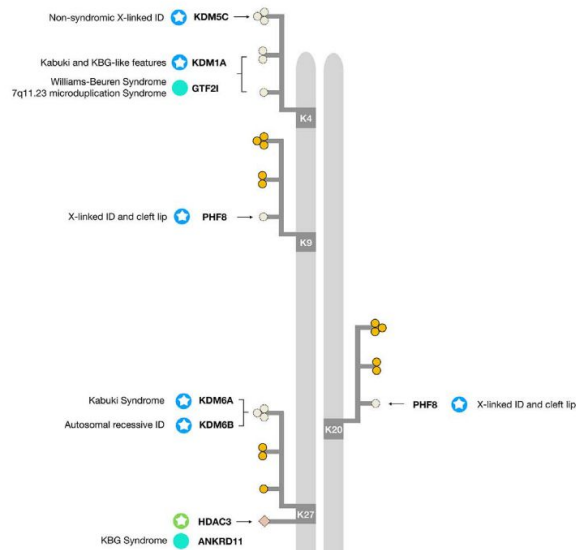 Non-syndromic X-linked ID KDM5C
Kabuki and KBG-like features KDM1A
Williams-Beuren Syndrome
7q11.23 microduplication Syndrome
GTF2I
K4
X-linked ID and cleft lip PHF8
K9
PHF8 X-linked ID and cleft lip
K20
Kabuki Syndrome KDM6A
Autosomal recessive ID KDM6B
K27
HDAC3
KBG Syndrome ANKRD11